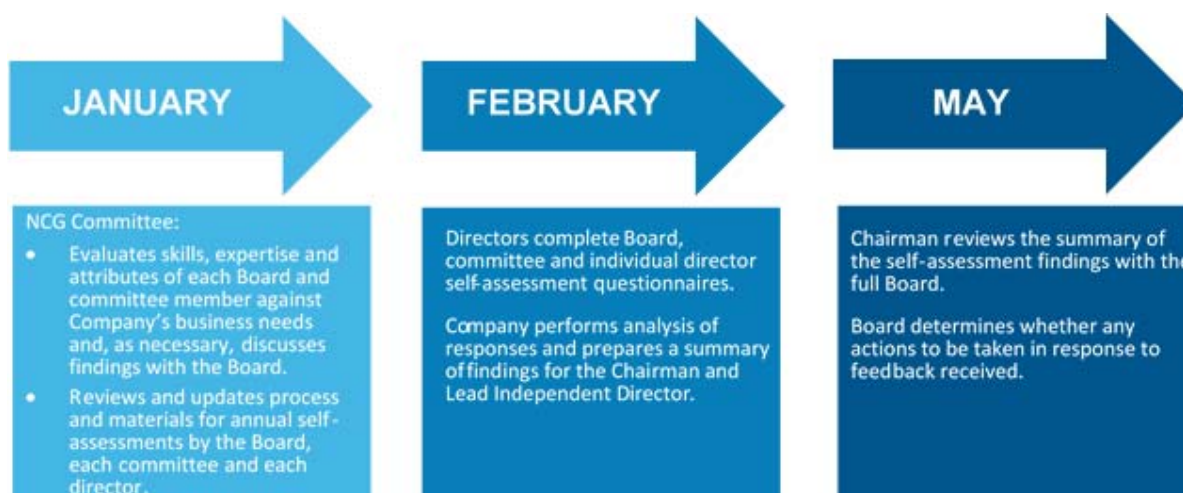 JANUARY
NCG Committee:
• Evaluates skills, expertise and
attributes of each Board and
committee member against
Company's business needs
and, as necessary, discusses
findings with the Board.
• Reviews and updates process
and materials for annual self-
assessments by the Board,
each committee and each
director.
FEBRUARY
Directors complete Board,
committee and individual director
self-assessment questionnaires.
Company performs analysis of
responses and prepares a summary
of findings for the Chairman and
Lead Independent Director.
MAY
Chairman reviews the summary of
the self-assessment findings with the
full Board.
Board determines whether any
actions to be taken in response to
feedback received.